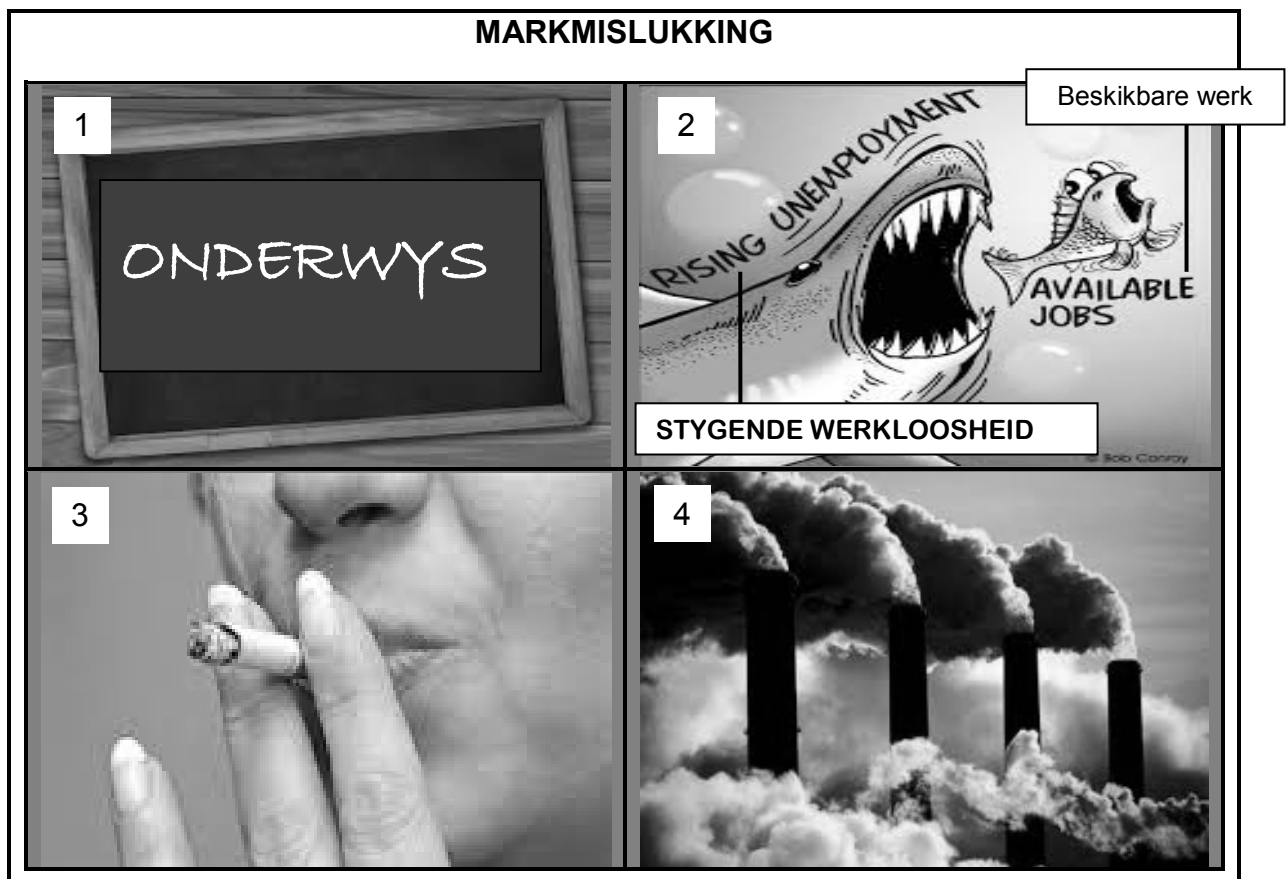 MARKMISLUKKING
Beskikbare werk
1
ONDERWYS
2
RISING UNEMPLOYMENT
AVAILABLE
JOBS
STYGENDE WERKLOOSHEID
© Bob Conroy
3
4